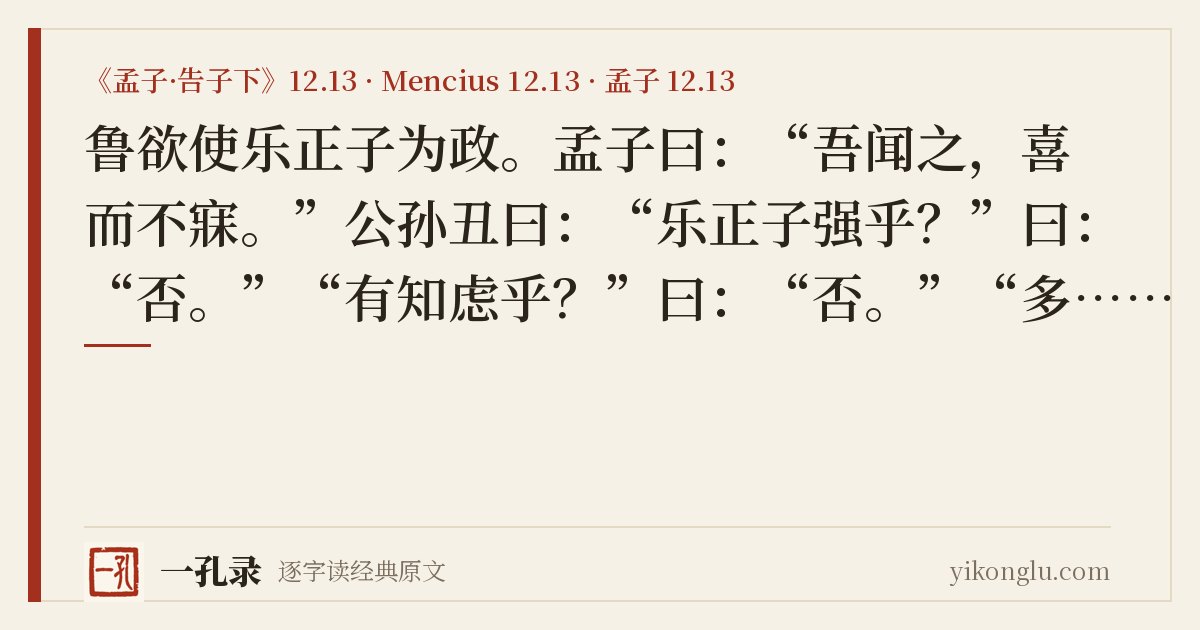 《孟子·告子下》12.13 · Mencius 12.13 · 孟子 12.13
鲁欲使乐正子为政。孟子曰：“吾闻之，喜
而不寐。”公孙丑曰：“乐正子强乎？”曰：
“否。”“有知虑乎？”曰：“否。”“多……
一孔
一孔录 逐字读经典原文 yikonglu.com